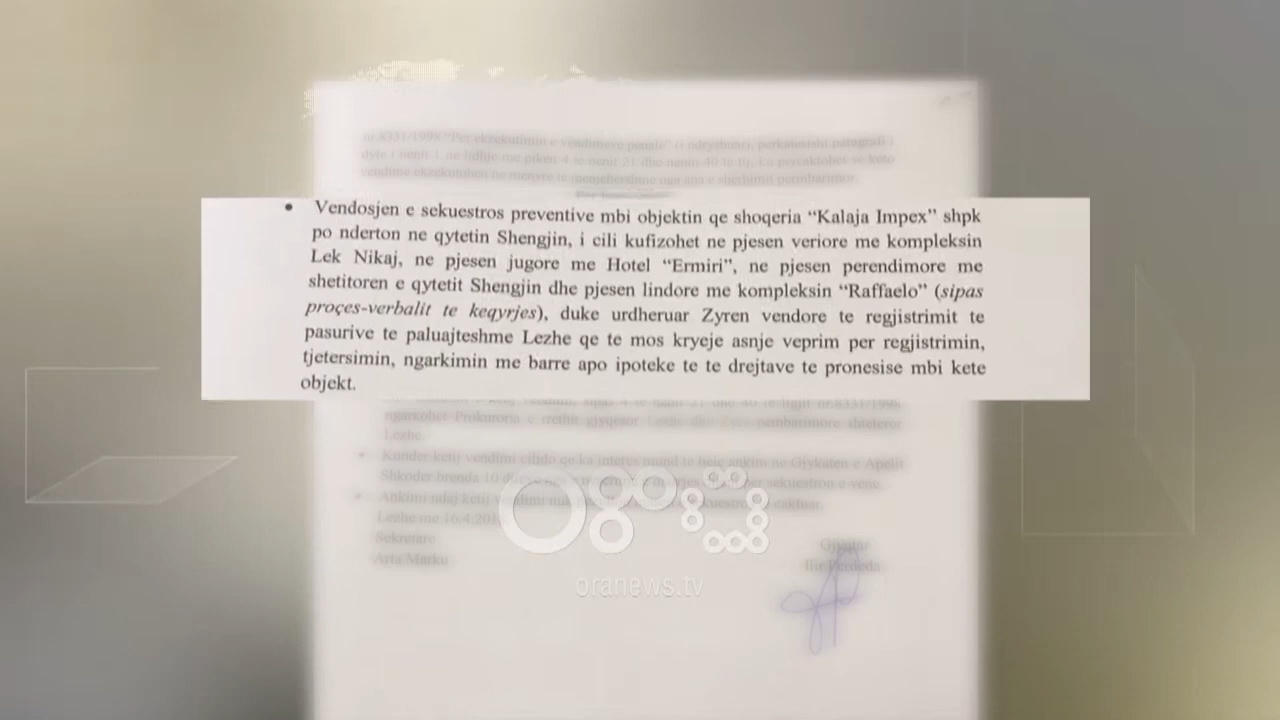 nr.8331/1998 "Per ekzekutimin e vendimeve penale" (i ndryshuar), perkatesisht paragrafi i
dyte i nenit 1 ne lidhje me piken 4 te nenit 21 dhe nenin 40 te tij, ku percaktohet se keto
vendime ekzekutohen ne menyre te menjehershme nga ana e sherbimit permbarimor.
• Vendosjen e sekuestros preventive mbi objektin qe shoqeria “Kalaja Impex” shpk
po nderton ne qytetin Shengjin, i cili kufizohet ne pjesen veriore me kompleksin
Lek Nikaj, ne pjesen jugore me Hotel “Ermiri”, ne pjesen perendimore me
shetitoren e qytetit Shengjin dhe pjesen lindore me kompleksin “Raffaelo” (sipas
proçes-verbalit te keqyrjes), duke urdheruar Zyren vendore te regjistrimit te
pasurive te paluajteshme Lezhe qe te mos kryeje asnje veprim per regjistrimin,
tjetersimin, ngarkimin me barre apo ipoteke te te drejtave te pronesise mbi kete
objekt.
ngarkohet Prokuroria e rrethit gjyqesor Lezhe dhe Zyra permbarimore
Lezhe.
• Kunder ketij vendimi cilido qe ka interes mund te beje ankim ne Gjykaten e Apelit
Shkoder brenda 10 sekuestron e vene.
• Ankimi ndaj ketij vendimi
Lezhe me 16.4.201
Sekretare
Arta Marku
Gjyqtar
Ilir
oranews.tv